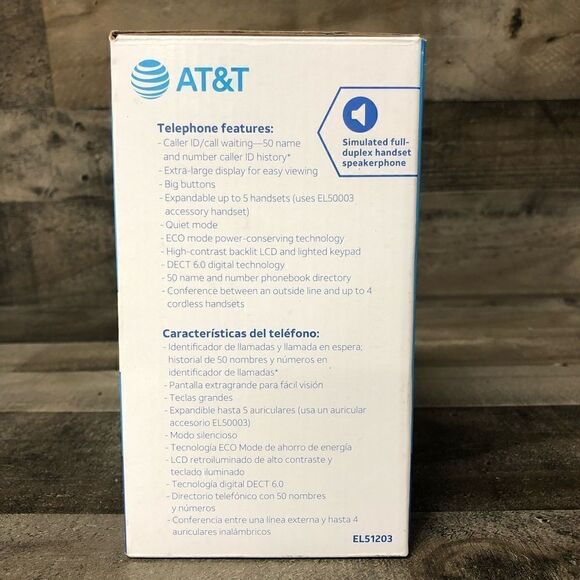 AT&T
Simulated full-
duplex handset
speakerphone
Telephone features:
- Caller ID/call waiting—50 name
and number caller ID history*
- Extra-large display for easy viewing
- Big buttons
- Expandable up to 5 handsets (uses EL50003
accessory handset)
- Quiet mode
- ECO mode power-conserving technology
- High-contrast backlit LCD and lighted keypad
- DECT 6.0 digital technology
- 50 name and number phonebook directory
- Conference between an outside line and up to 4
cordless handsets
Características del teléfono:
- Identificador de llamadas y llamada en espera;
historial de 50 nombres y números en
identificador de llamadas*
- Pantalla extragrande para fácil visión
- Teclas grandes
- Expandible hasta 5 auriculares (usa un auricular
accesorio EL50003)
- Modo silencioso
- Tecnología ECO Mode de ahorro de energía
- LCD retroiluminado de alto contraste y
teclado iluminado
- Tecnología digital DECT 6.0
- Directorio telefónico con 50 nombres
y números
- Conferencia entre una línea externa y hasta 4
auriculares inalámbricos
EL51203